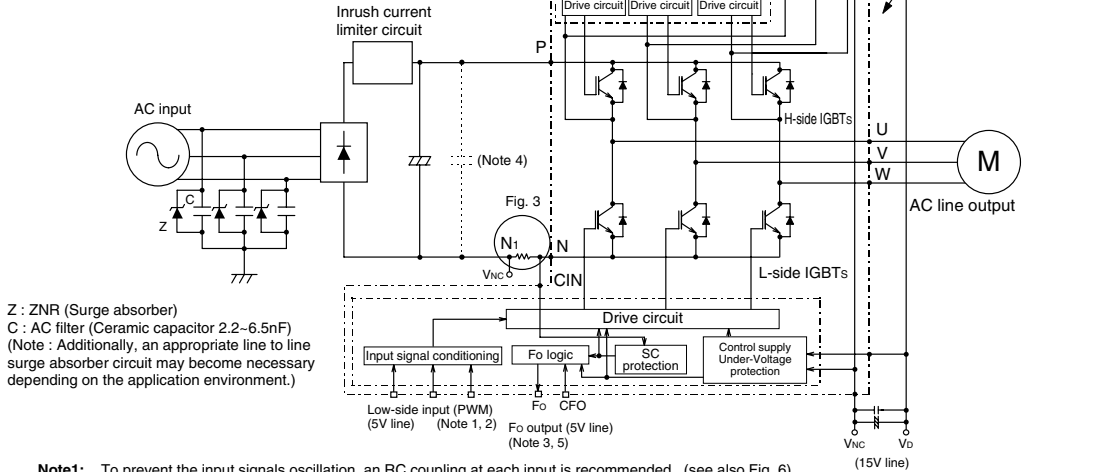 Drive circuit Drive circuit Drive circuit
Inrush current
limiter circuit
P
AC input
H-side IGBTs
U
V
W
M
AC line output
(Note 4)
C
Z
Fig. 3
N1
N
VNC
CIN
L-side IGBTs
Z : ZNR (Surge absorber)
C : AC filter (Ceramic capacitor 2.2~6.5nF)
(Note : Additionally, an appropriate line to line
surge absorber circuit may become necessary
depending on the application environment.)
Drive circuit
Input signal conditioning
Fo logic
SC
protection
Control supply
Under-Voltage
protection
Low-side input (PWM)
(5V line)
(Note 1, 2)
FO
CFO
FO output (5V line)
(Note 3, 5)
VNC
VD
(15V line)
Note1: To prevent the input signals oscillation, an RC coupling at each input is recommended. (see also Fig. 6)